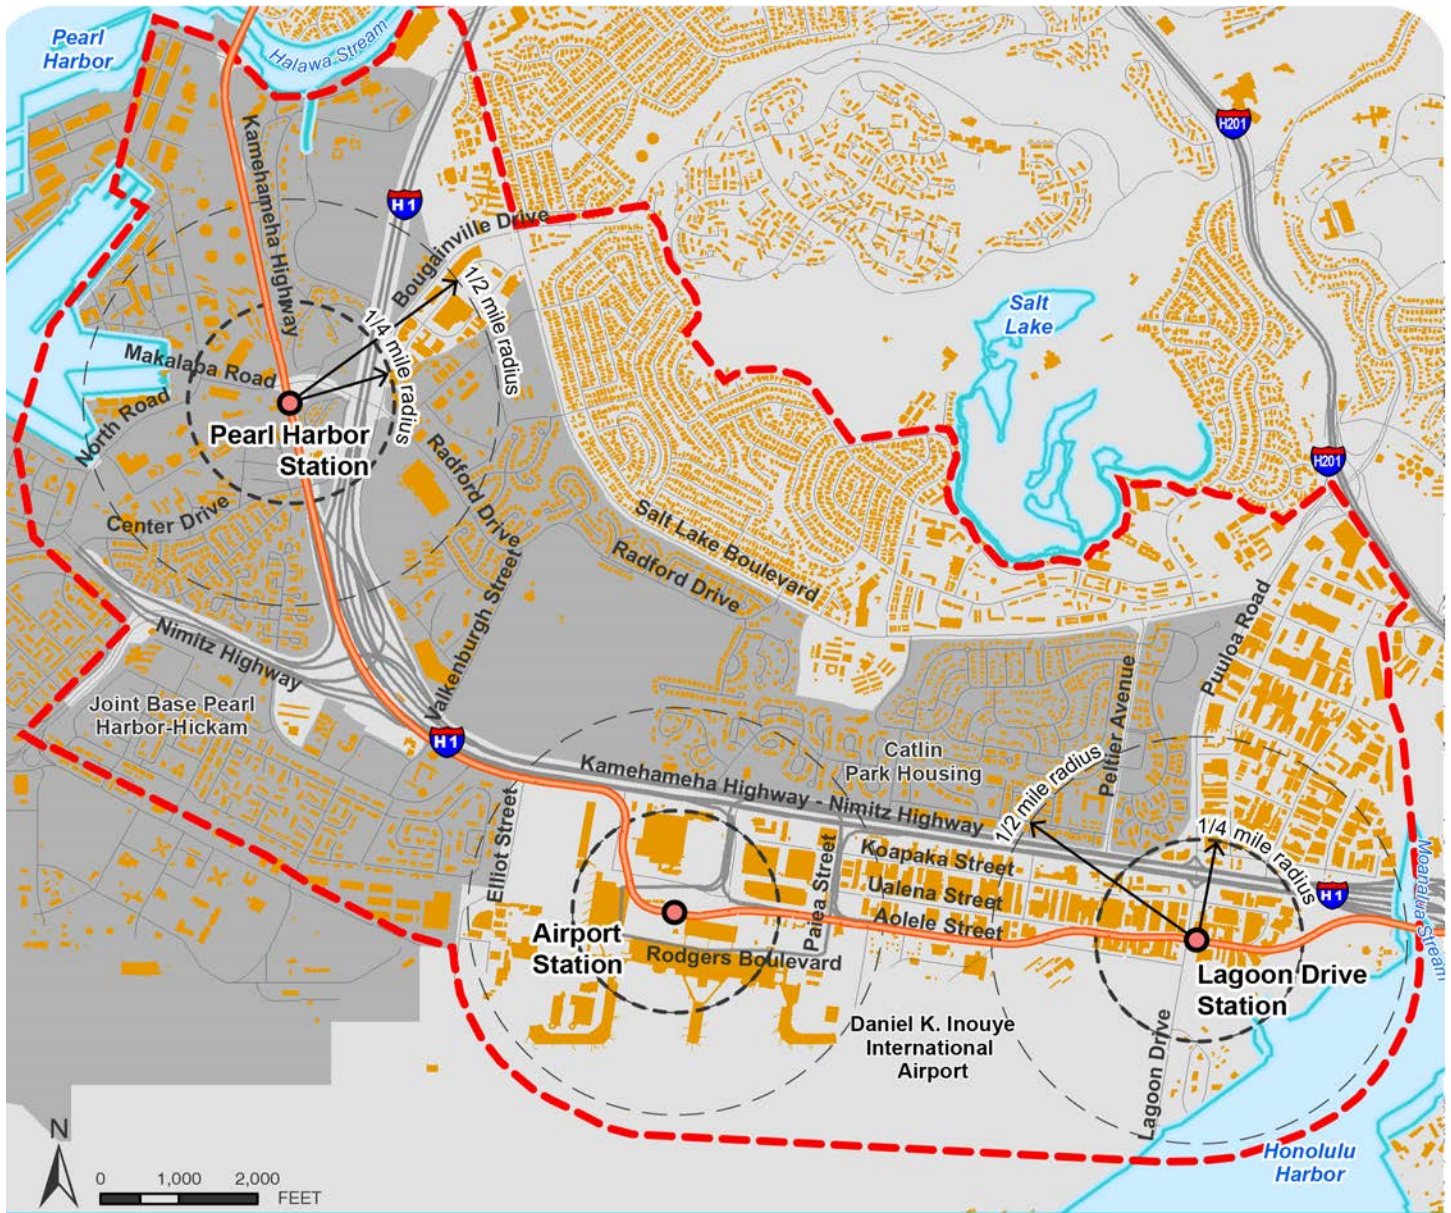 Pearl
Harbor
Halawa Stream
H201
Kamehameha Highway
H1
Bougainville Drive
1/2 mile radius
1/4 mile radius
Salt
Lake
Makalapa Road
North Road
Pearl Harbor
Station
Radford Drive
H201
Center Drive
Salt Lake Boulevard
Radford Drive
Valkenburgh Street
Puuloa Road
Nimitz Highway
Peltier Avenue
Joint Base Pearl
Harbor-Hickam
H1
Catlin
Park Housing
Kamehameha Highway - Nimitz Highway
1/2 mile radius
1/4 mile radius
Elliot Street
Paiea Street
Koapaka Street
Ualena Street
Aolele Street
H1
Moanalua Stream
Airport
Station
Rodgers Boulevard
Lagoon Drive
Station
Daniel K. Inouye
International
Airport
Lagoon Drive
Honolulu
Harbor
N
0 1,000 2,000
FEET